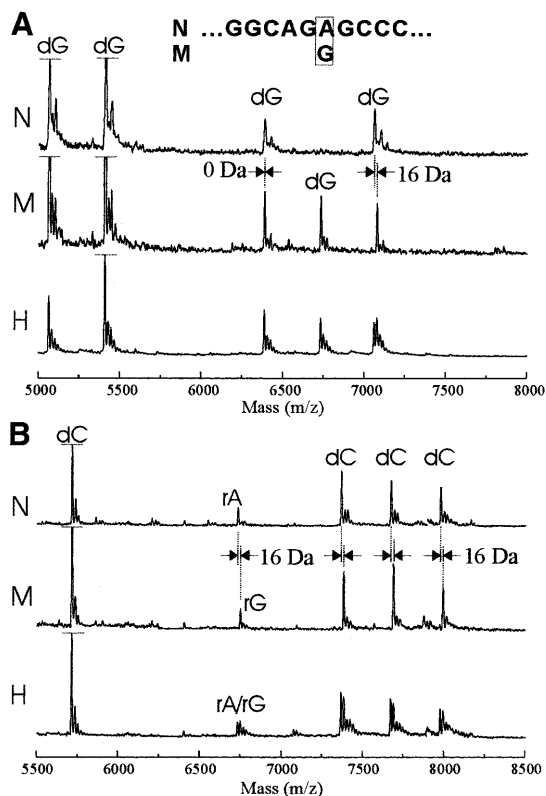 A
N ...GGCAGAGCCC...
M G
dG dG
dG dG
N
0 Da dG 16 Da
M
H
5000 5500 6000 6500 7000 7500 8000
Mass (m/z)
B
dC
dC dC dC
N rA
16 Da 16 Da
M
rG
H rA/rG
5500 6000 6500 7000 7500 8000 8500
Mass (m/z)